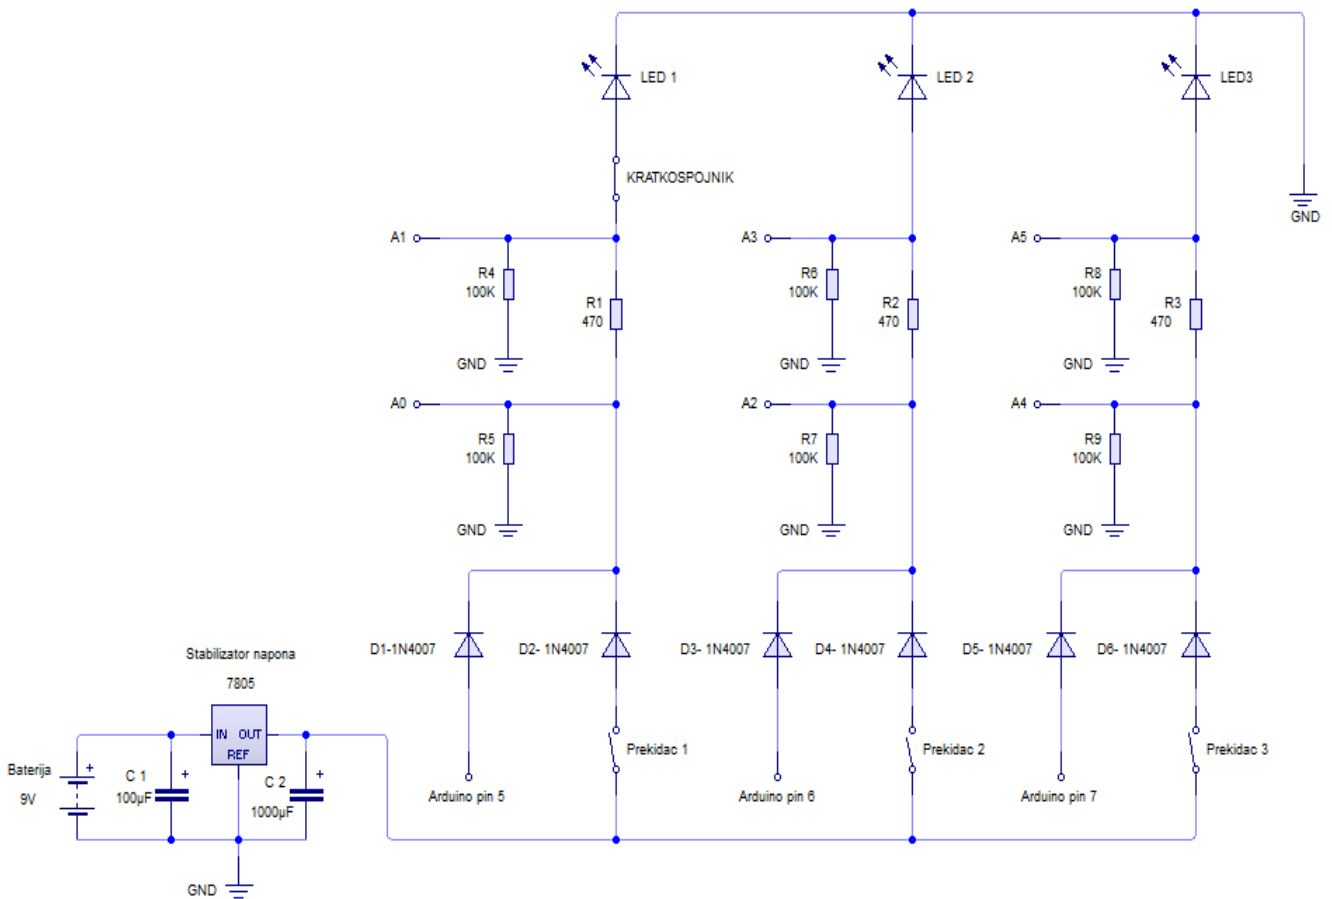 LED 1
LED 2
LED3
KRATKOSPOJNIK
GND
A1
A3
A5
R4
100K
R1
470
R6
100K
R2
470
R8
100K
R3
470
GND
GND
GND
A0
A2
A4
R5
100K
R7
100K
R9
100K
GND
GND
GND
D1-1N4007
D2- 1N4007
D3- 1N4007
D4- 1N4007
D5- 1N4007
D6- 1N4007
Stabilizator napona
7805
IN OUT
REF
Prekidac 1
Prekidac 2
Prekidac 3
Baterija
9V
+
C 1
100µF
+
C 2
1000µF
+
Arduino pin 5
Arduino pin 6
Arduino pin 7
GND